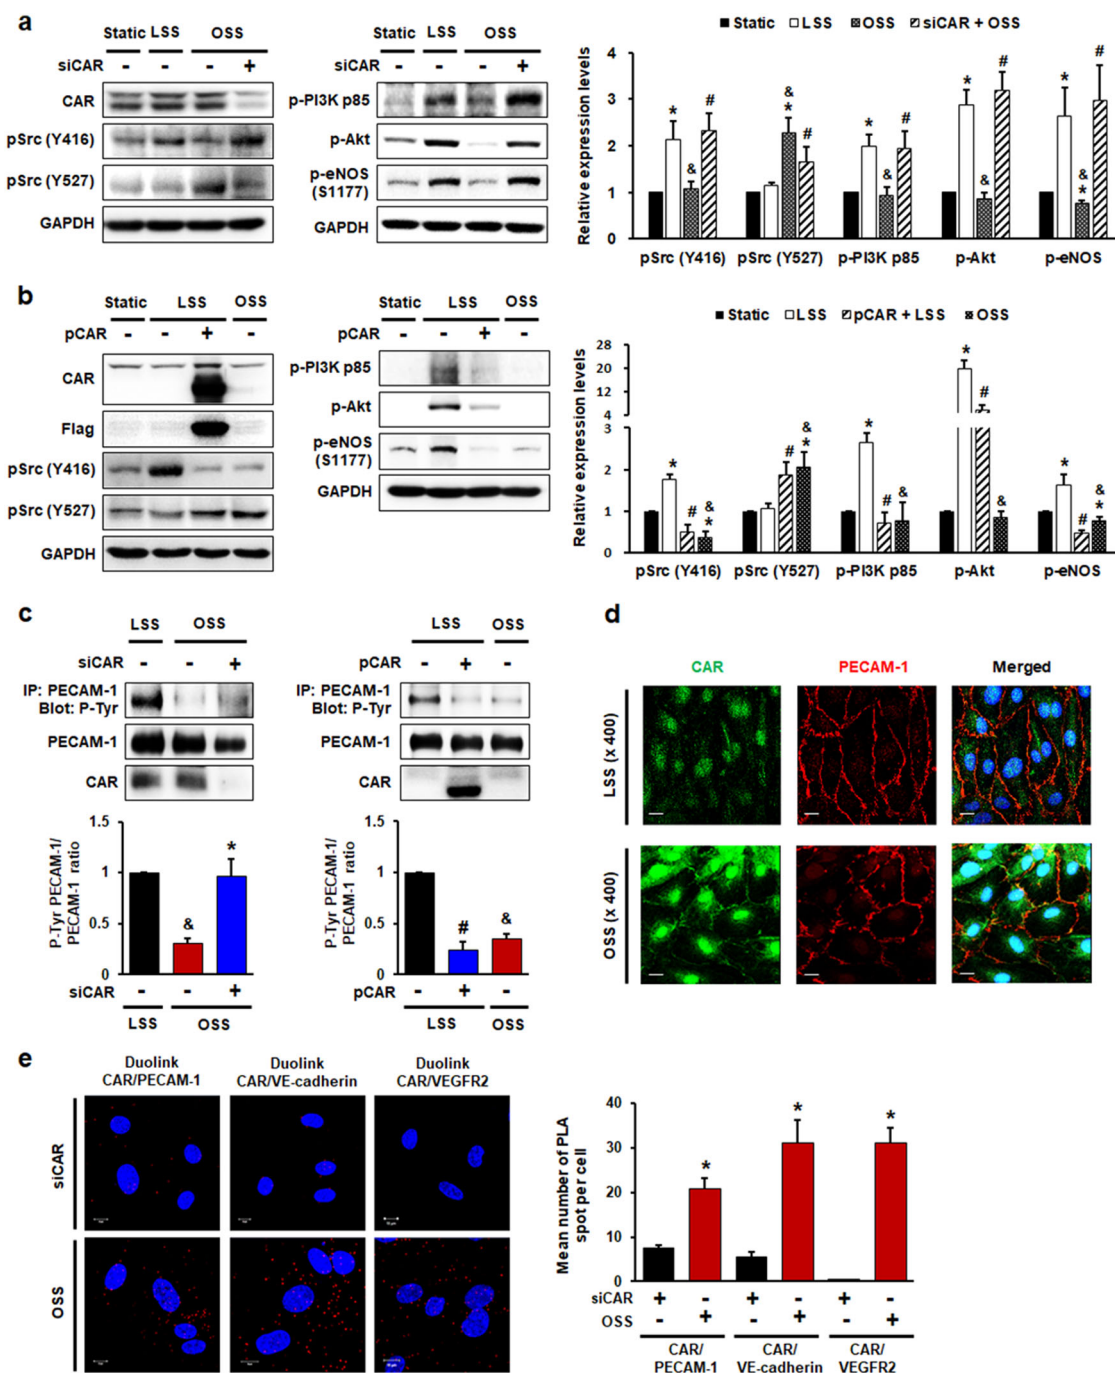 a
Static LSS OSS
siCAR - - - +
CAR
pSrc (Y416)
pSrc (Y527)
GAPDH
Static LSS OSS
siCAR - - - +
p-PI3K p85
p-Akt
p-eNOS
(S1177)
GAPDH
Static LSS OSS siCAR + OSS
Relative expression levels
4
3
2
1
0
* # & * # * & # * & # * & * #
&
pSrc (Y416) pSrc (Y527) p-PI3K p85 p-Akt p-eNOS
b
Static LSS OSS
pCAR - - + -
CAR
Flag
pSrc (Y416)
pSrc (Y527)
GAPDH
Static LSS OSS
pCAR - - + -
p-PI3K p85
p-Akt
p-eNOS
(S1177)
GAPDH
Static LSS pCAR + LSS OSS
Relative expression levels
28
20
12
4
2
1
0
* # & * # & * * # & * # & * # & *
pSrc (Y416) pSrc (Y527) p-PI3K p85 p-Akt p-eNOS
c
LSS OSS
siCAR - - +
IP: PECAM-1
Blot: P-Tyr
PECAM-1
CAR
P-Tyr PECAM-1/
PECAM-1 ratio
1.5
1
0.5
0
& *
siCAR - - +
LSS OSS
LSS OSS
pCAR - + -
IP: PECAM-1
Blot: P-Tyr
PECAM-1
CAR
P-Tyr PECAM-1/
PECAM-1 ratio
1.5
1
0.5
0
# &
pCAR - + -
LSS OSS
d
CAR PECAM-1 Merged
LSS (x 400)
OSS (x 400)
e
Duolink
CAR/PECAM-1
Duolink
CAR/VE-cadherin
Duolink
CAR/VEGFR2
siCAR
OSS
Mean number of PLA
spot per cell
40
30
20
10
0
* * *
siCAR + - + - + -
OSS - + - + - +
CAR/
PECAM-1
CAR/
VE-cadherin
CAR/
VEGFR2